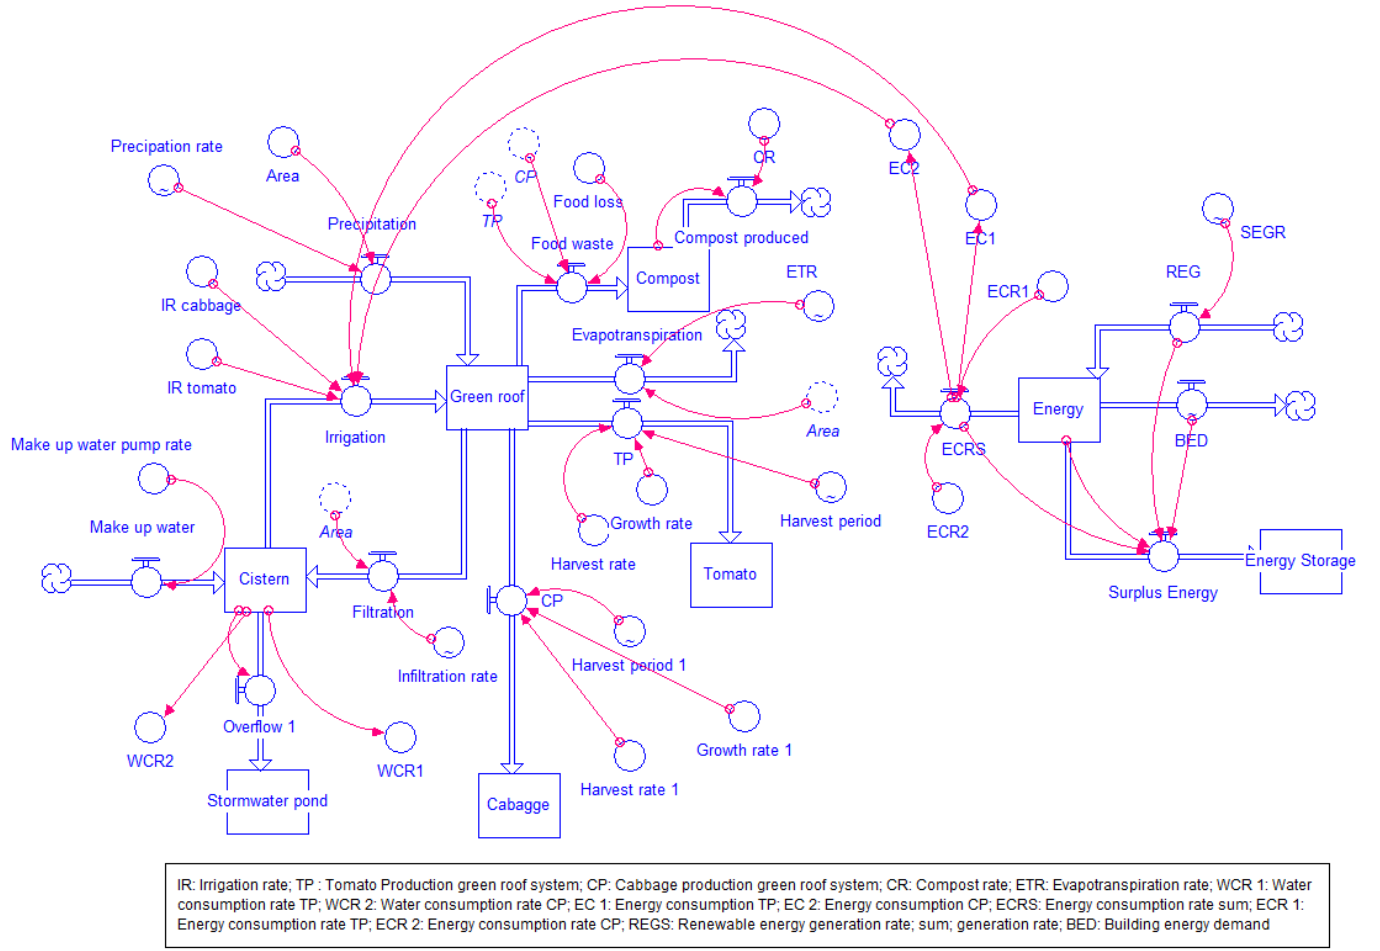 Precipation rate
Area
CP
CR
EC2
Food loss
TP
Precipitation
Food waste
Compost produced
EC1
SEGR
Compost
ETR
REG
IR cabbage
ECR1
Evapotranspiration
IR tomato
Green roof
Energy
Irrigation
Area
BED
ECRS
Make up water pump rate
TP
Growth rate
Harvest period
Make up water
Area
ECR2
Harvest rate
Cistern
Tomato
Energy Storage
Filtration
CP
Surplus Energy
Infiltration rate
Harvest period 1
Overflow 1
WCR2
WCR1
Growth rate 1
Harvest rate 1
Stormwater pond
Cabagge
IR: Irrigation rate; TP : Tomato Production green roof system; CP: Cabbage production green roof system; CR: Compost rate; ETR: Evapotranspiration rate; WCR 1: Water
consumption rate TP; WCR 2: Water consumption rate CP; EC 1: Energy consumption TP; EC 2: Energy consumption CP; ECRS: Energy consumption rate sum; ECR 1:
Energy consumption rate TP; ECR 2: Energy consumption rate CP; REGS: Renewable energy generation rate; sum; generation rate; BED: Building energy demand